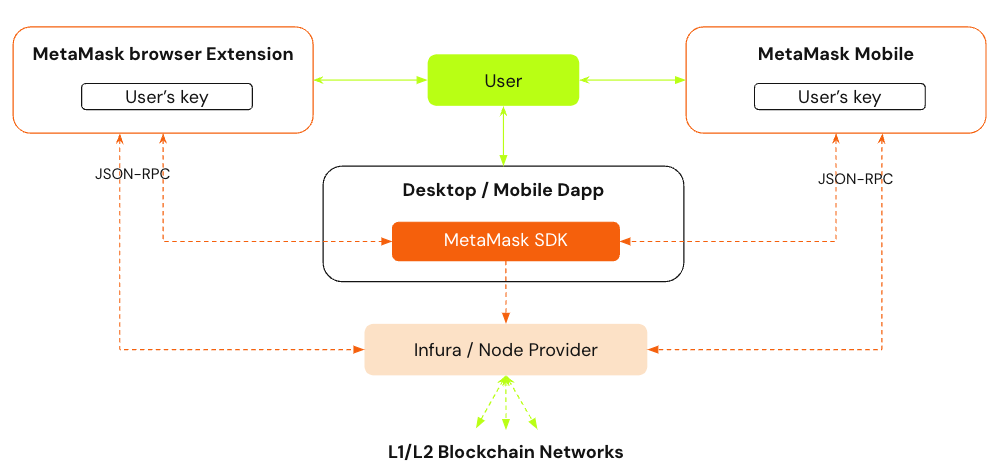 MetaMask browser Extension
User’s key
User
MetaMask Mobile
User’s key
JSON-RPC
JSON-RPC
Desktop / Mobile Dapp
MetaMask SDK
Infura / Node Provider
L1/L2 Blockchain Networks